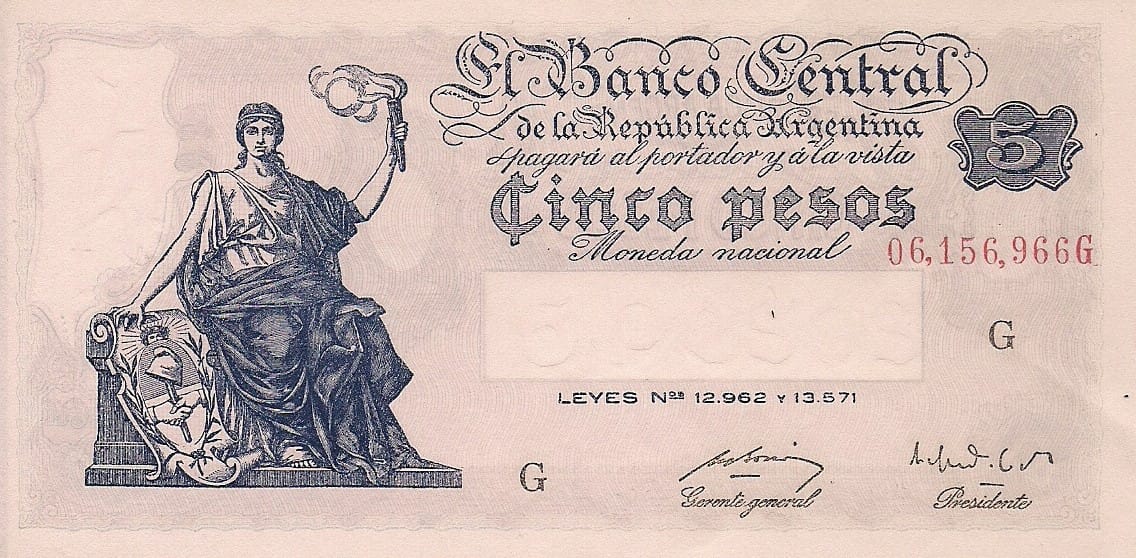 El Banco Central
de la República Argentina
pagará al portador y á la vista
5
Cinco pesos
Moneda nacional
06,156,966G
G
LEYES Nos 12.962 Y 13.571
G
Gerente general
Presidente